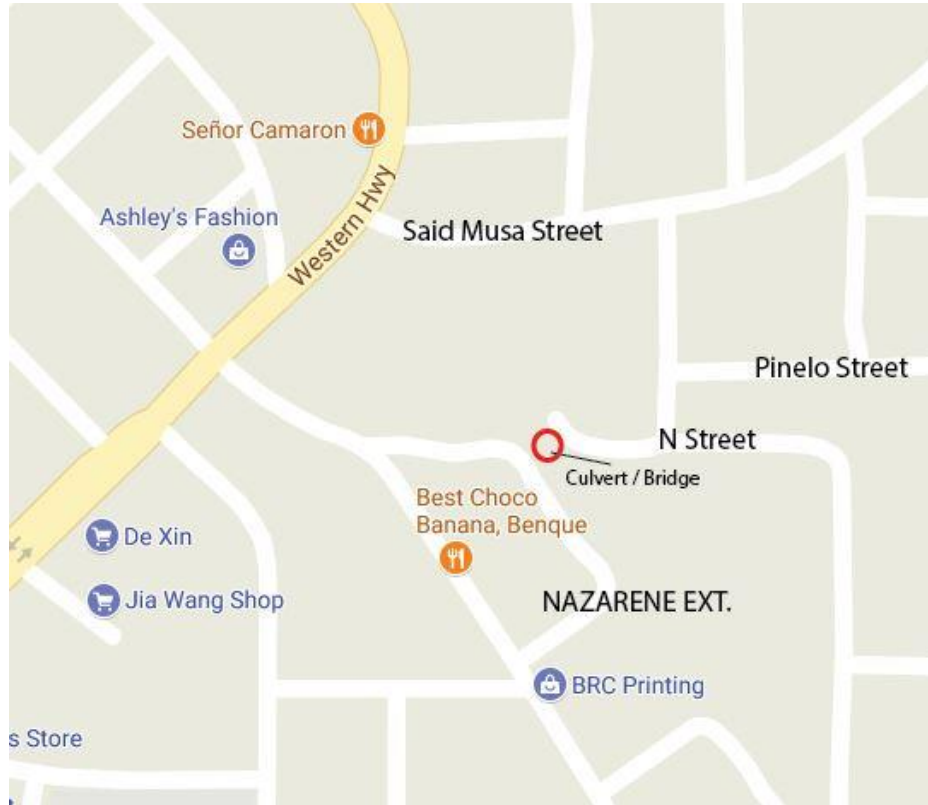 Señor Camaron
Ashley's Fashion
Western Hwy
Said Musa Street
Pinelo Street
N Street
Culvert / Bridge
Best Choco
Banana, Benque
De Xin
Jia Wang Shop
NAZARENE EXT.
BRC Printing
s Store